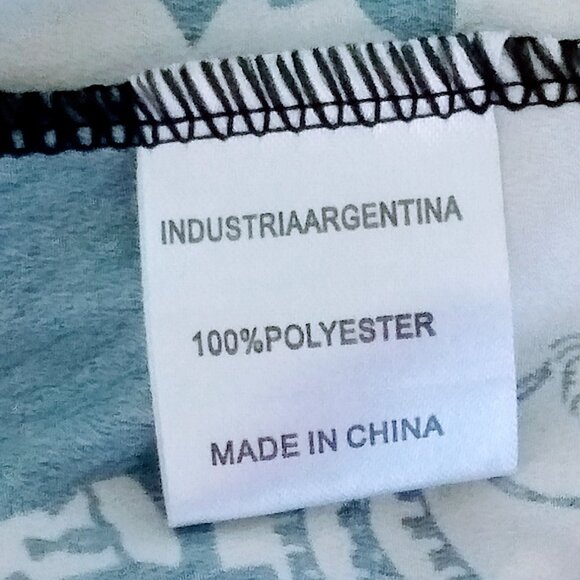 INDUSTRIAARGENTINA
100%POLYESTER
MADE IN CHINA